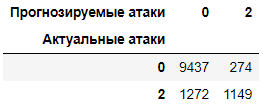 Прогнозируемые атаки 0 2
Актуальные атаки
0 9437 274
2 1272 1149